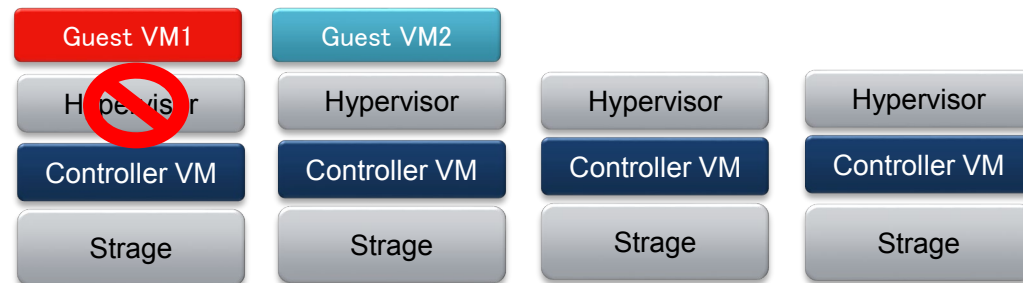 Guest VM1
Guest VM2
Hypervisor
Hypervisor
Hypervisor
Hypervisor
Controller VM
Controller VM
Controller VM
Controller VM
Strage
Strage
Strage
Strage